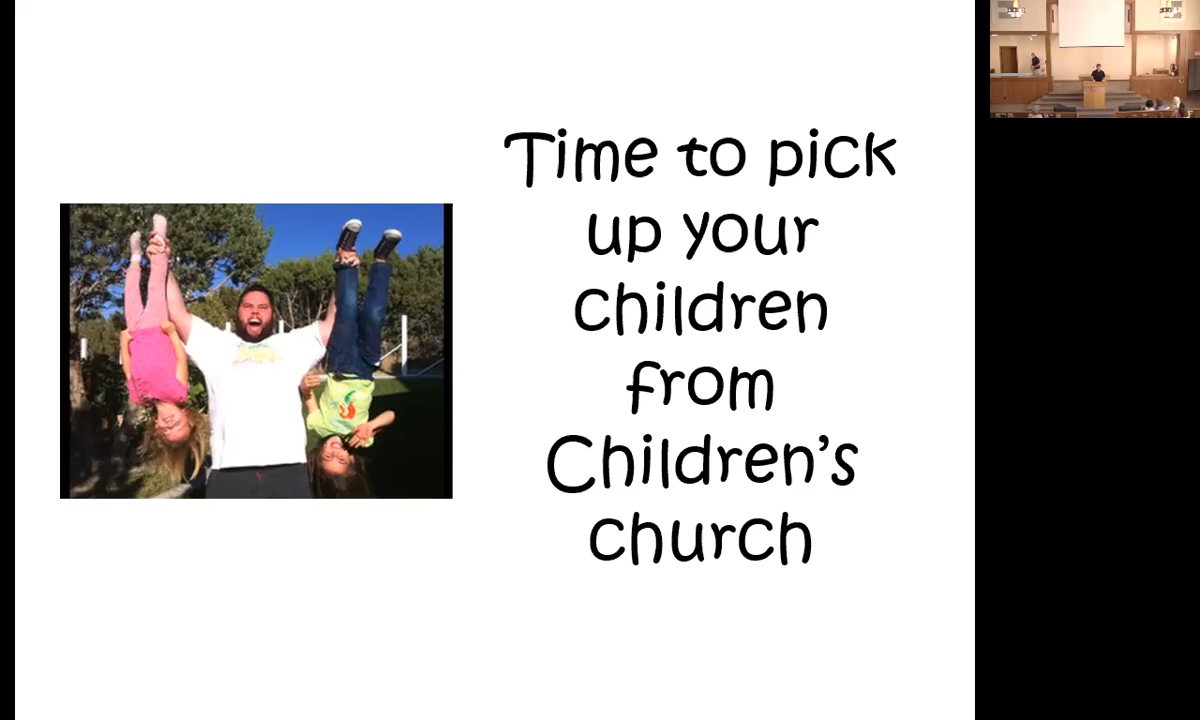 Time to pick
up your
children
from
Children's
church